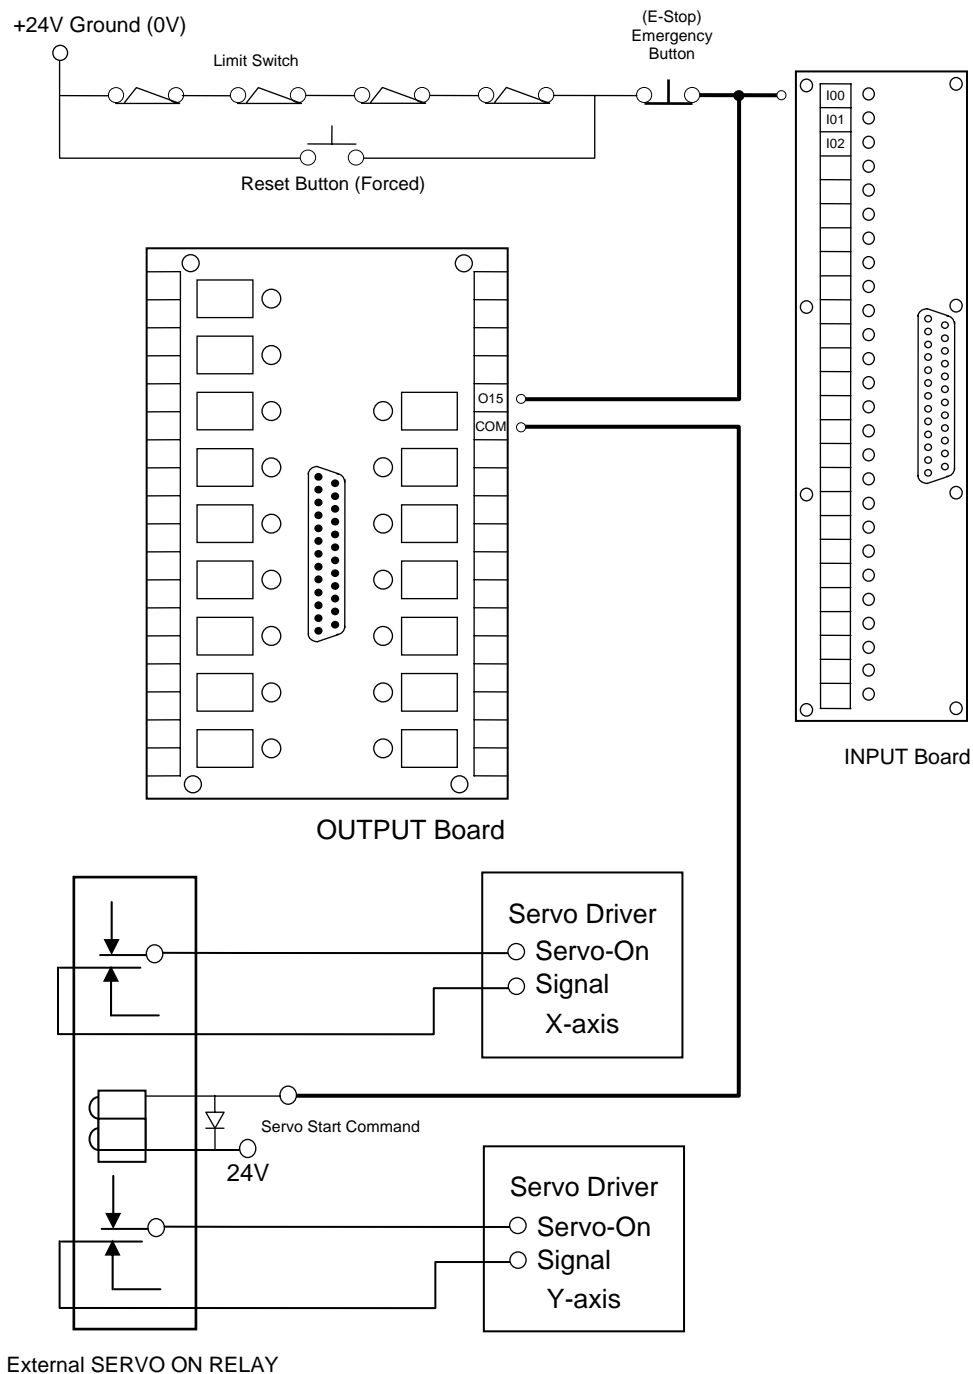 +24V Ground (0V)
Limit Switch
(E-Stop)
Emergency
Button
Reset Button (Forced)
I00
I01
I02
O15
COM
INPUT Board
OUTPUT Board
Servo Driver
Servo-On
Signal
X-axis
Servo Start Command
24V
Servo Driver
Servo-On
Signal
Y-axis
External SERVO ON RELAY